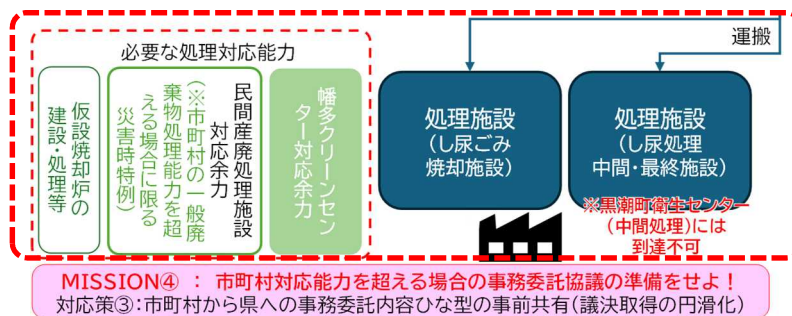 必要な処理対応能力
仮設焼却炉の
建設・処理等
民間産廃処理施設
対応余力
(※市町村の一般廃
棄物処理能力を超
える場合に限る
災害時特例)
幡多クリーンセン
ター対応余力
運搬
処理施設
(し尿ごみ
焼却施設)
処理施設
(し尿処理
中間・最終施設)
※黒潮町衛生センター
(中間処理)には
到達不可
MISSION④ : 市町村対応能力を超える場合の事務委託協議の準備をせよ!
対応策③:市町村から県への事務委託内容ひな型の事前共有(議決取得の円滑化)